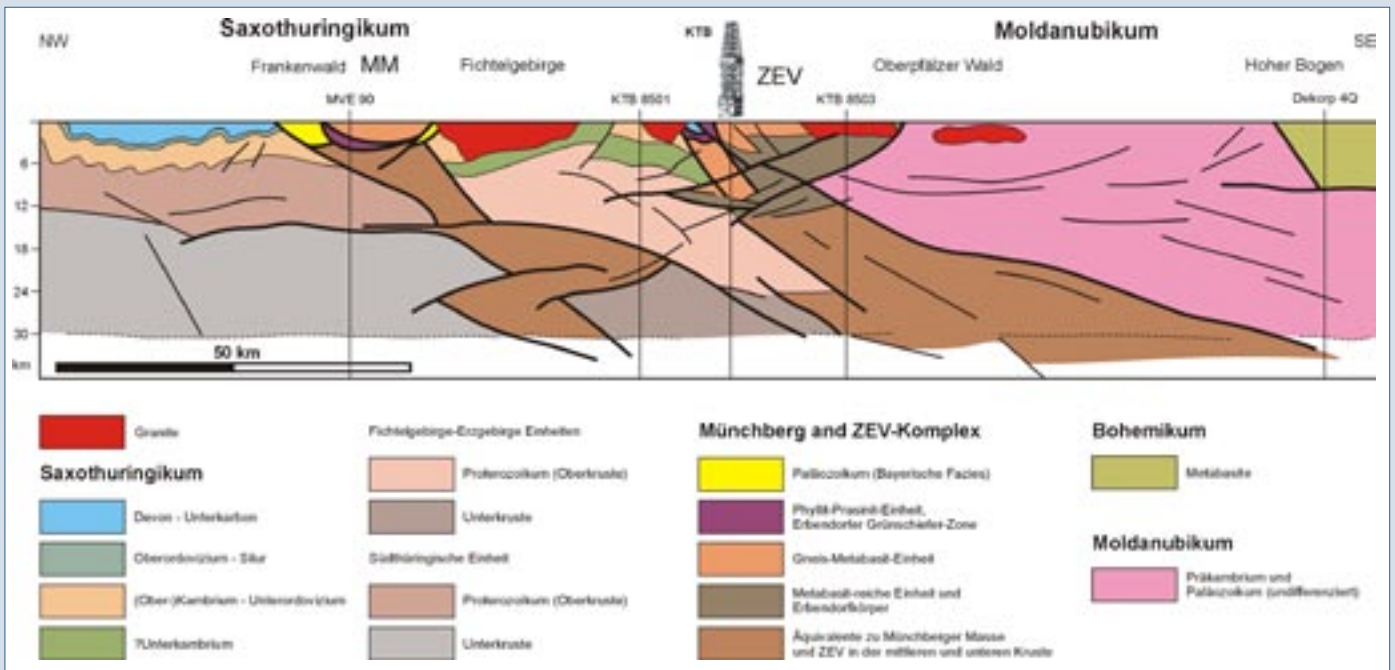 Saxothuringikum
KTB
Moldanubikum
NW
SE
Frankenwald MM Fichtelgebirge
ZEV
Oberpfälzer Wald
Hoher Bogen
MVE 90
KTB 8501
KTB 8503
Dekorp 4Q
6
12
18
24
30
km
50 km
Granite
Saxothuringikum
Devon - Unterkarbon
Oberordovizium - Silur
(Ober-)Kambrium - Unterordovizium
?Unterkambrium
Fichtelgebirge-Erzgebirge Einheiten
Proterozoikum (Oberkruste)
Unterkruste
Südthüringische Einheit
Proterozoikum (Oberkruste)
Unterkruste
Münchberg and ZEV-Komplex
Paläozoikum (Bayerische Fazies)
Phyllit-Prasinit-Einheit,
Erbendorfer Grünschiefer-Zone
Gneis-Metabasit-Einheit
Metabasit-reiche Einheit und
Erbendorfkörper
Äquivalente zu Münchberger Masse
und ZEV in der mittleren und unteren Kruste
Bohemikum
Metabasite
Moldanubikum
Präkambrium und
Paläozoikum (undifferenziert)